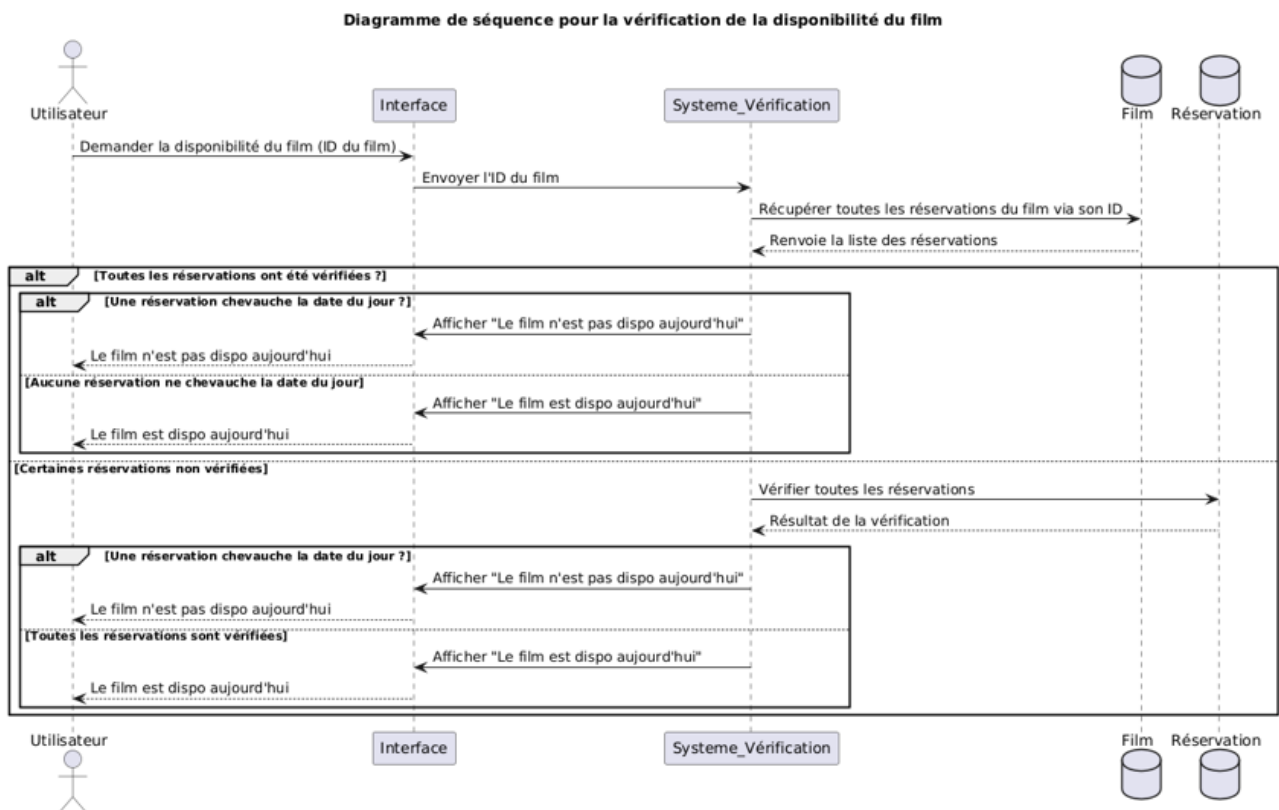 Diagramme de séquence pour la vérification de la disponibilité du film
Utilisateur
Interface
Systeme_Vérification
Film
Réservation
Demander la disponibilité du film (ID du film)
Envoyer l'ID du film
Récupérer toutes les réservations du film via son ID
Renvoie la liste des réservations
alt [Toutes les réservations ont été vérifiées ?]
alt [Une réservation chevauche la date du jour ?]
Afficher "Le film n'est pas dispo aujourd'hui"
Le film n'est pas dispo aujourd'hui
[Aucune réservation ne chevauche la date du jour]
Afficher "Le film est dispo aujourd'hui"
Le film est dispo aujourd'hui
[Certaines réservations non vérifiées]
Vérifier toutes les réservations
Résultat de la vérification
alt [Une réservation chevauche la date du jour ?]
Afficher "Le film n'est pas dispo aujourd'hui"
Le film n'est pas dispo aujourd'hui
[Toutes les réservations sont vérifiées]
Afficher "Le film est dispo aujourd'hui"
Le film est dispo aujourd'hui
Utilisateur
Interface
Systeme_Vérification
Film
Réservation